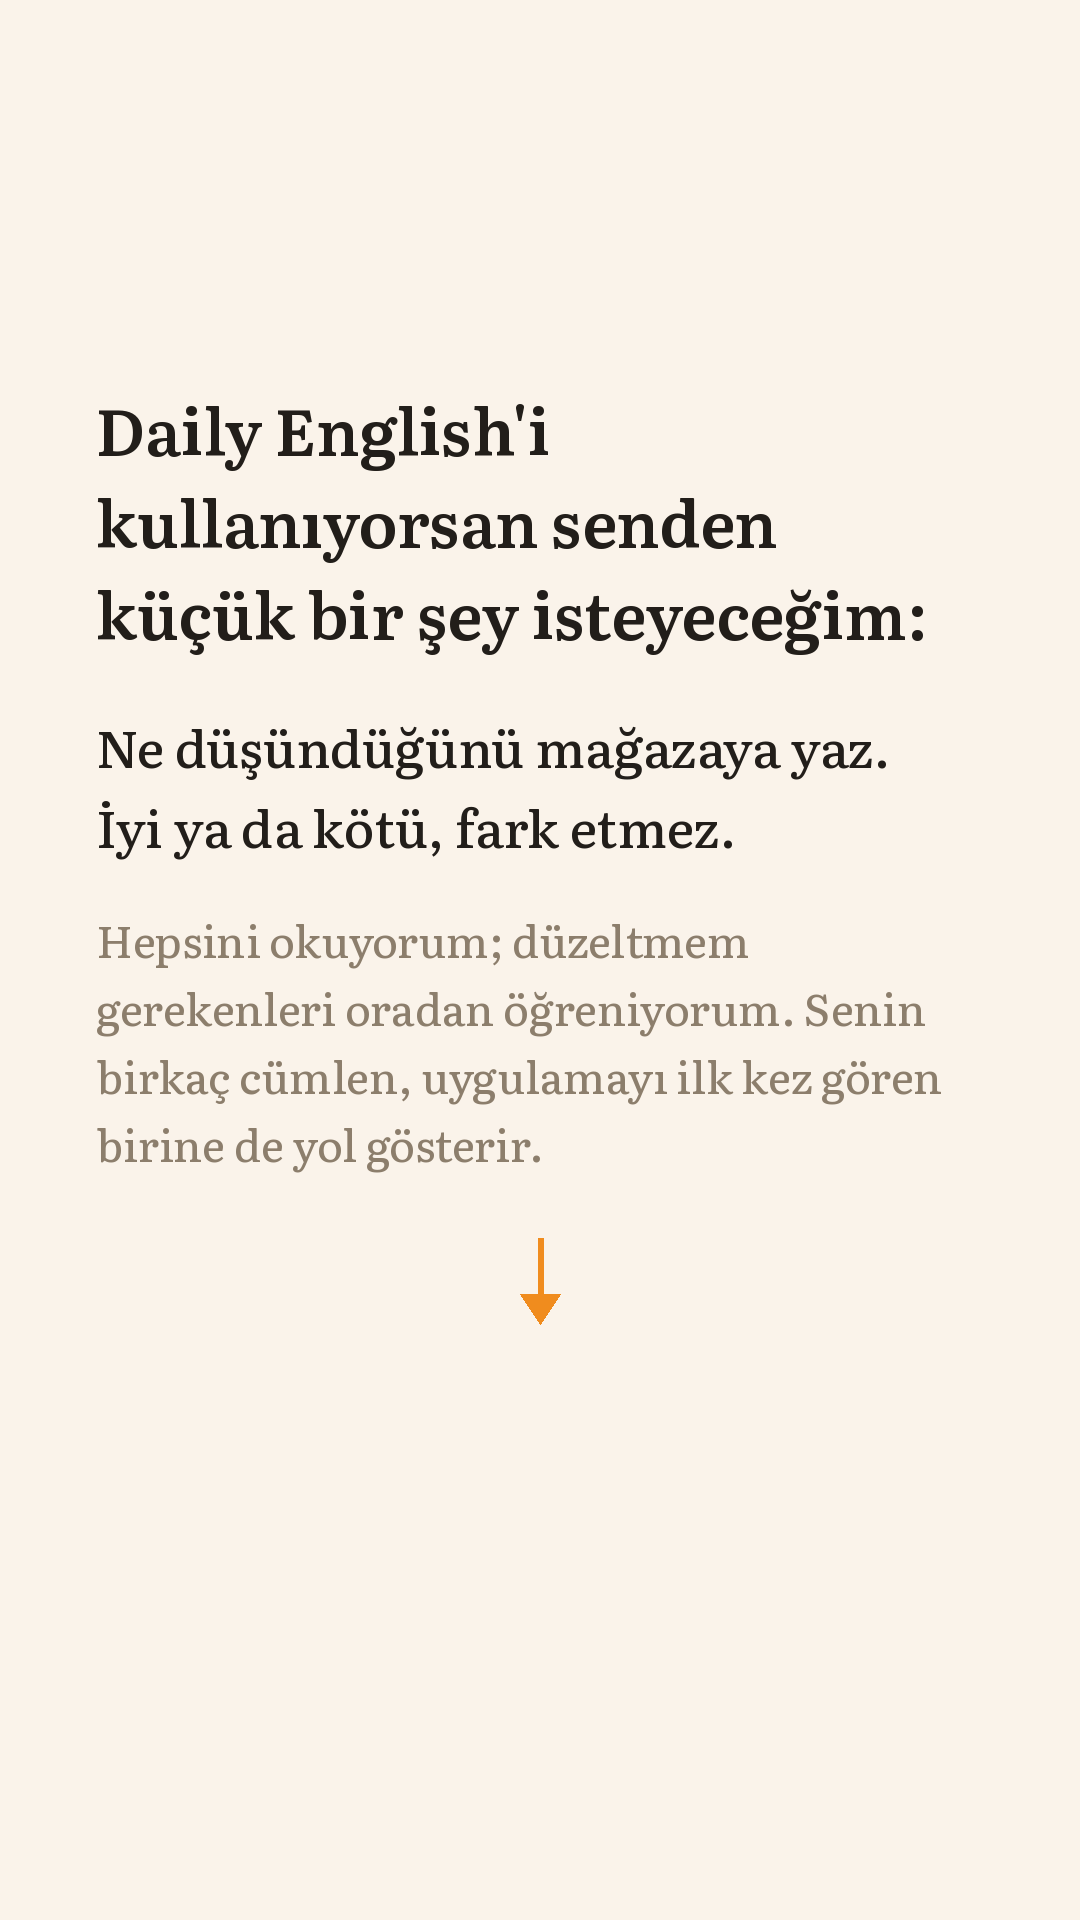 Daily English'i
kullanıyorsan senden
küçük bir şey isteyeceğim:
Ne düşündüğünü mağazaya yaz.
İyi ya da kötü, fark etmez.
Hepsini okuyorum; düzeltmem
gerekenleri oradan öğreniyorum. Senin
birkaç cümlen, uygulamayı ilk kez gören
birine de yol gösterir.